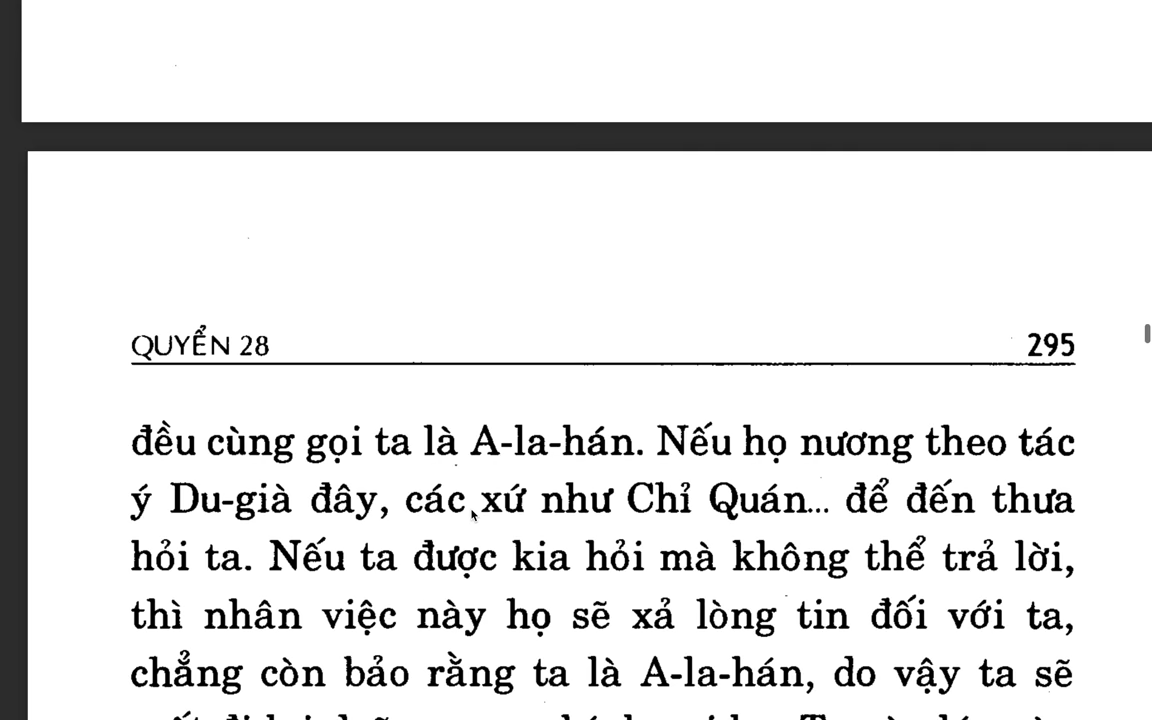 QUYỂN 28 295
đều cùng gọi ta là A-la-hán. Nếu họ nương theo tác
ý Du-già đây, các xứ như Chỉ Quán... để đến thưa
hỏi ta. Nếu ta được kia hỏi mà không thể trả lời,
thì nhân việc này họ sẽ xả lòng tin đối với ta,
chẳng còn bảo rằng ta là A-la-hán, do vậy ta sẽ